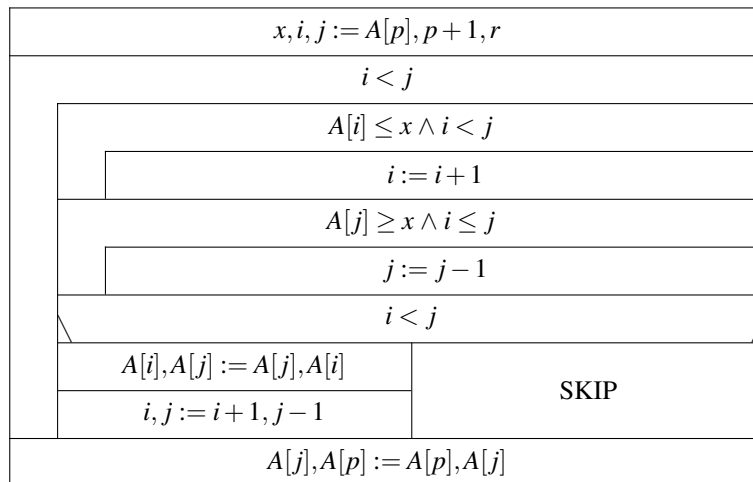 x, i, j := A[p], p+1, r
i < j
A[i] ≤ x ∧ i < j
i := i+1
A[j] ≥ x ∧ i ≤ j
j := j−1
i < j
A[i], A[j] := A[j], A[i]
SKIP
i, j := i+1, j−1
A[j], A[p] := A[p], A[j]